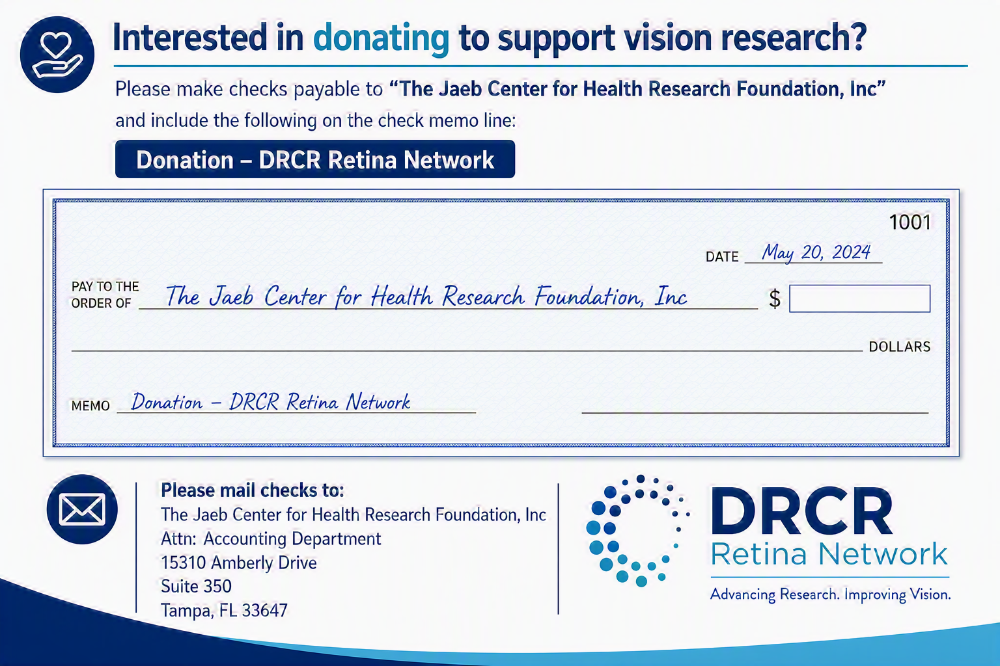 Interested in donating to support vision research?
Please make checks payable to “The Jaeb Center for Health Research Foundation, Inc”
and include the following on the check memo line:
Donation – DRCR Retina Network
1001
DATE May 20, 2024
PAY TO THE
ORDER OF The Jaeb Center for Health Research Foundation, Inc $
DOLLARS
MEMO Donation – DRCR Retina Network
Please mail checks to:
The Jaeb Center for Health Research Foundation, Inc
Attn: Accounting Department
15310 Amberly Drive
Suite 350
Tampa, FL 33647
DRCR
Retina Network
Advancing Research. Improving Vision.